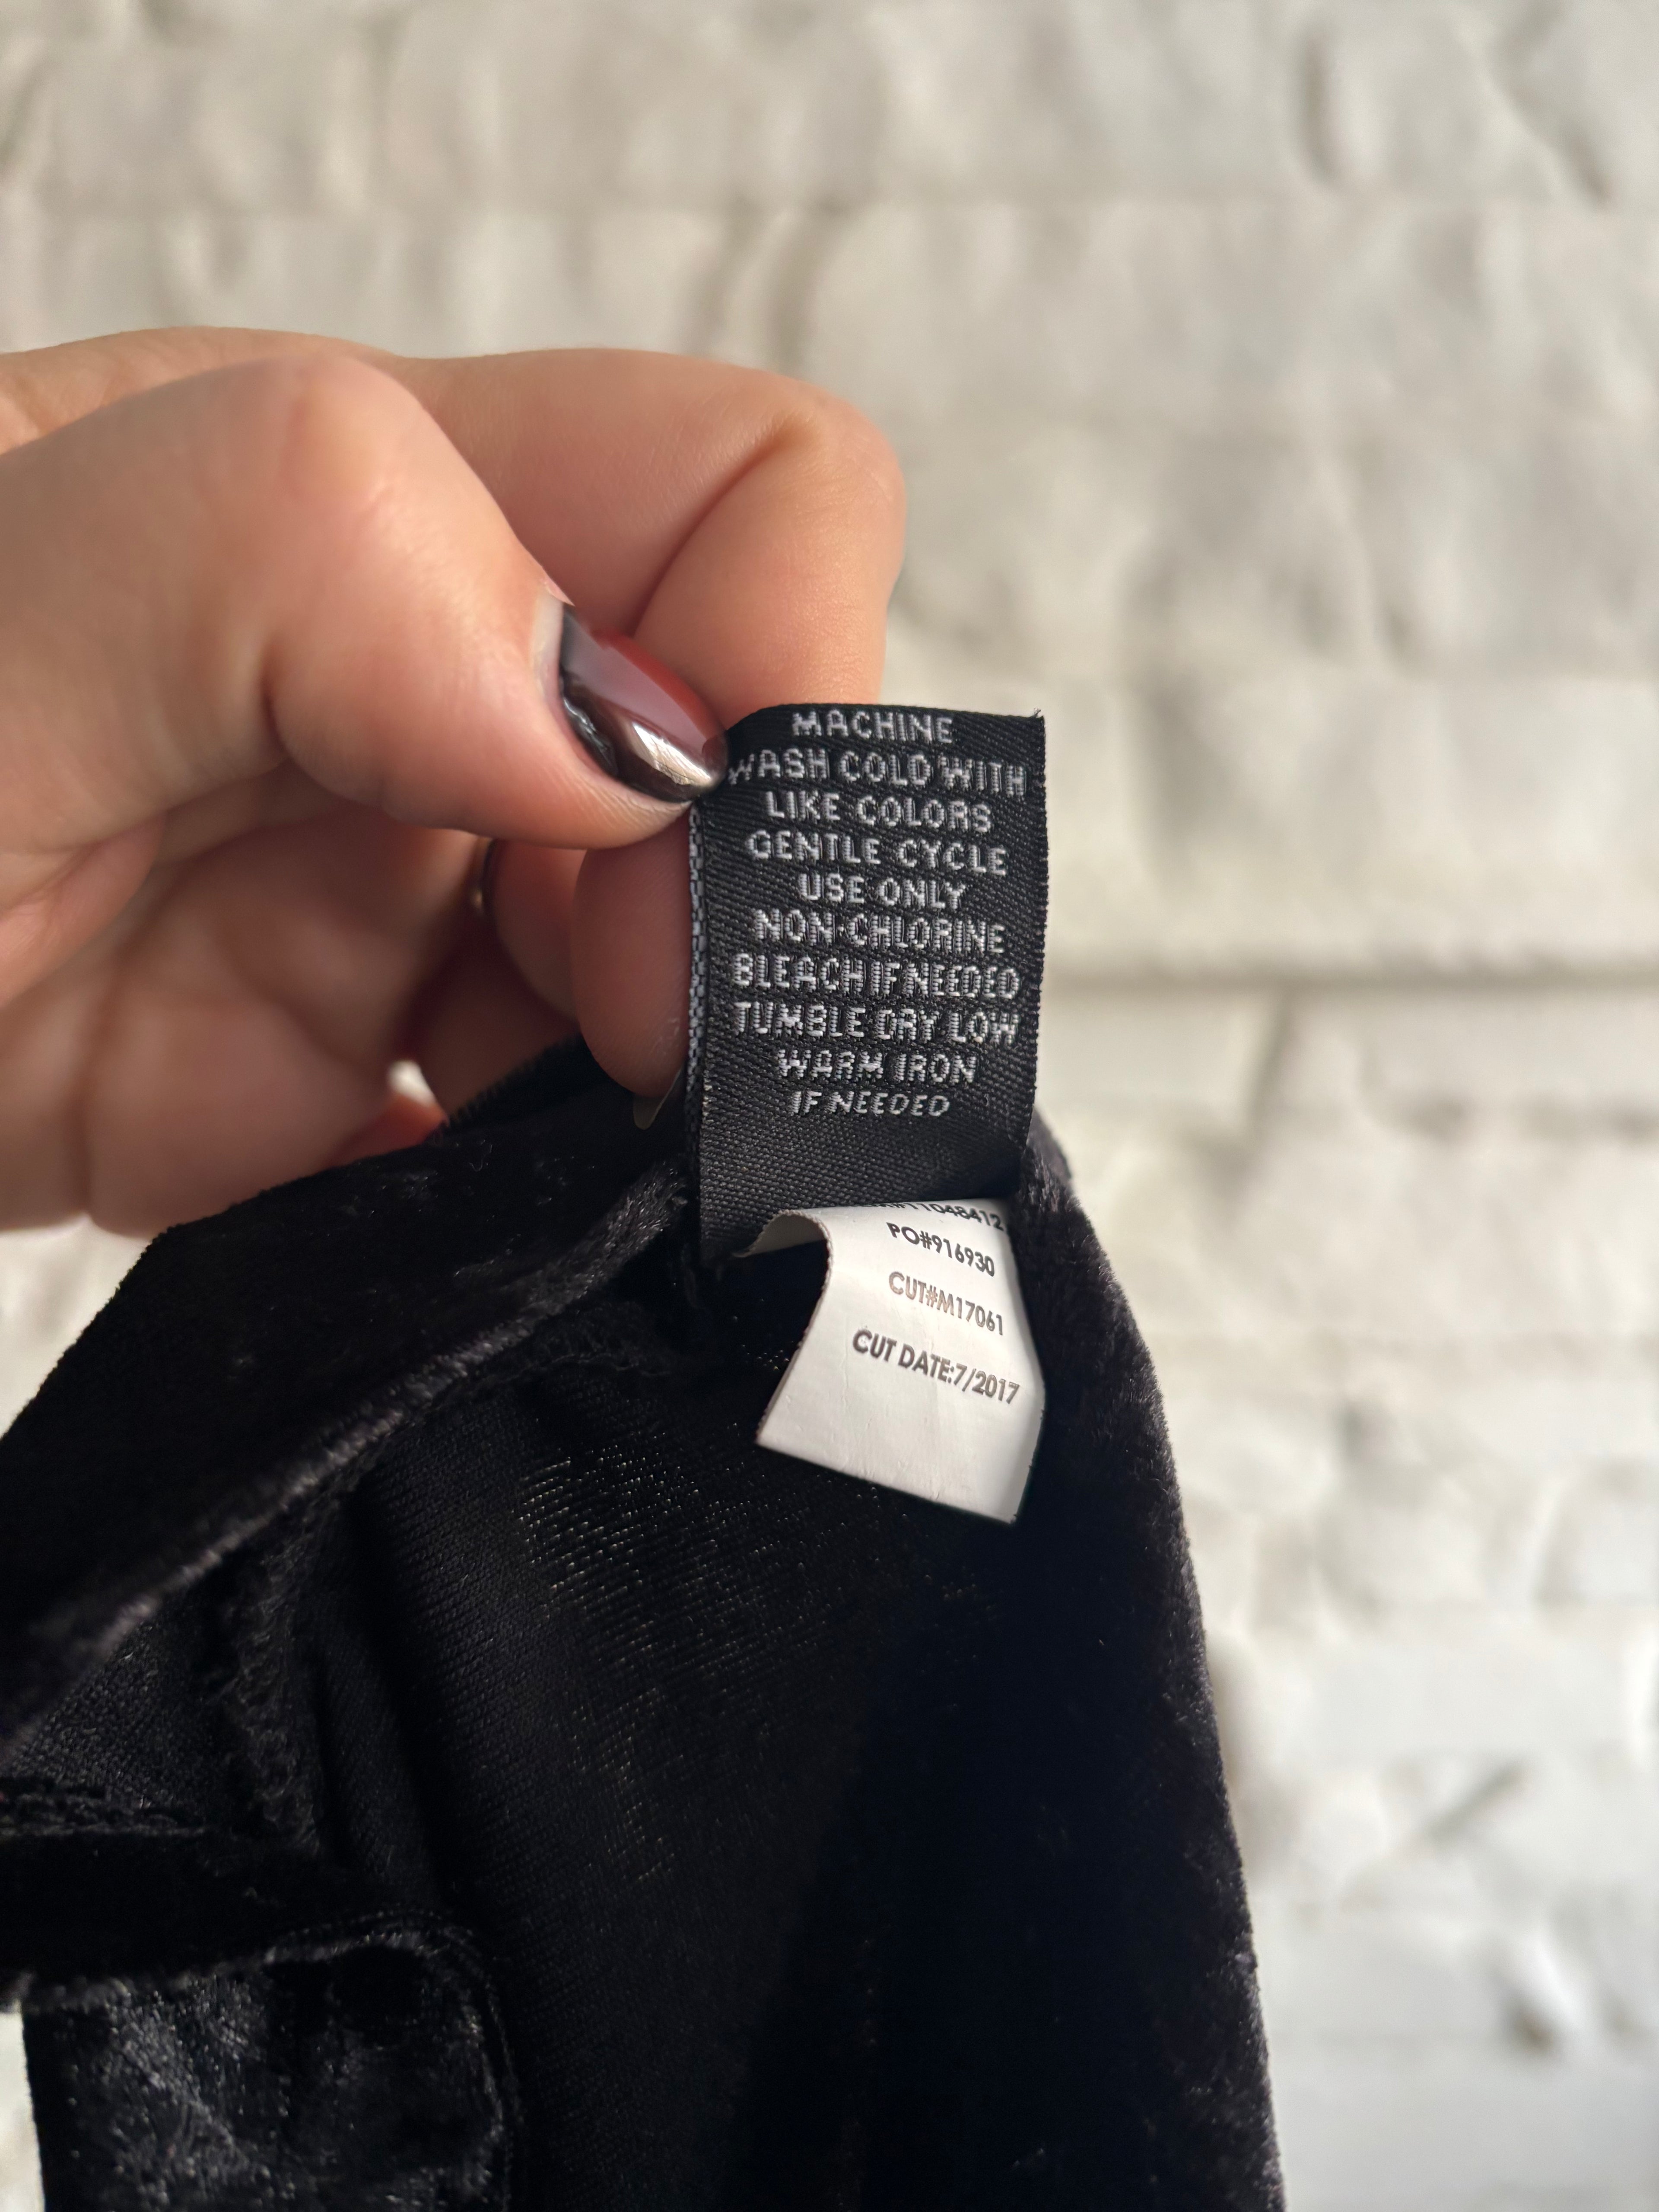 MACHINE
WASH COLD WITH
LIKE COLORS
GENTLE CYCLE
USE ONLY
NON-CHLORINE
BLEACH IF NEEDED
TUMBLE DRY LOW
WARM IRON
IF NEEDED
PO#916930
CUT#M17061
CUT DATE:7/2017